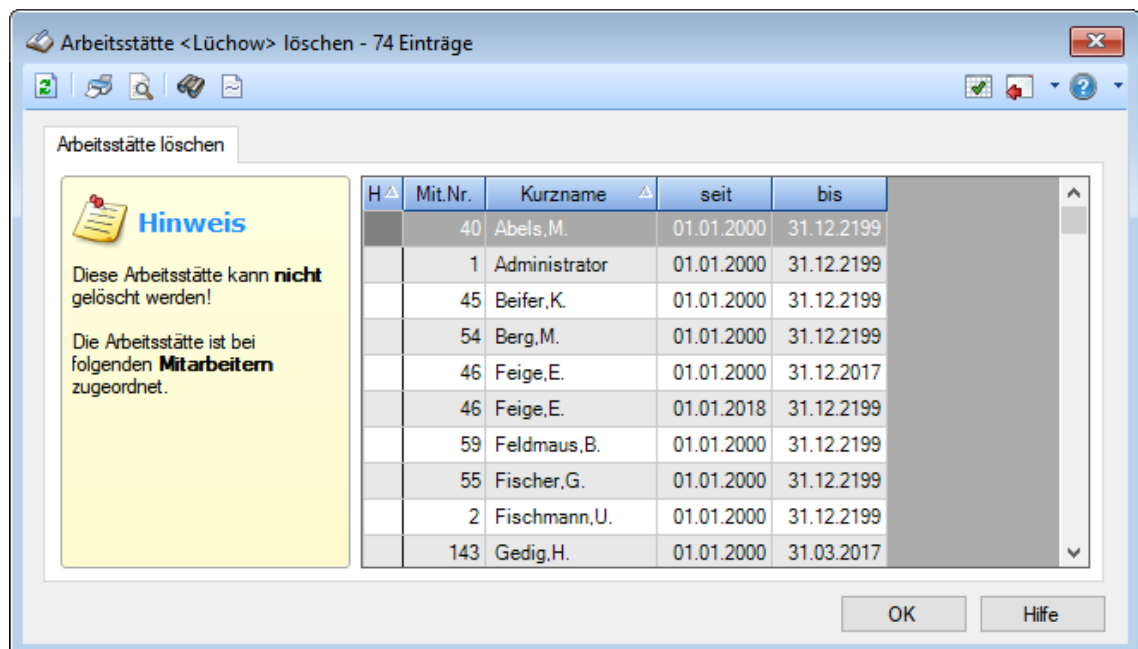 Arbeitsstätte <Lüchow> löschen - 74 Einträge
Arbeitsstätte löschen
Hinweis
Diese Arbeitsstätte kann nicht
gelöscht werden!
Die Arbeitsstätte ist bei
folgenden Mitarbeitern
zugeordnet.
H Mit.Nr. Kurzname seit bis
40 Abels,M. 01.01.2000 31.12.2199
1 Administrator 01.01.2000 31.12.2199
45 Beifer,K. 01.01.2000 31.12.2199
54 Berg,M. 01.01.2000 31.12.2199
46 Feige,E. 01.01.2000 31.12.2017
46 Feige,E. 01.01.2018 31.12.2199
59 Feldmaus,B. 01.01.2000 31.12.2199
55 Fischer,G. 01.01.2000 31.12.2199
2 Fischmann,U. 01.01.2000 31.12.2199
143 Gedig,H. 01.01.2000 31.03.2017
OK Hilfe